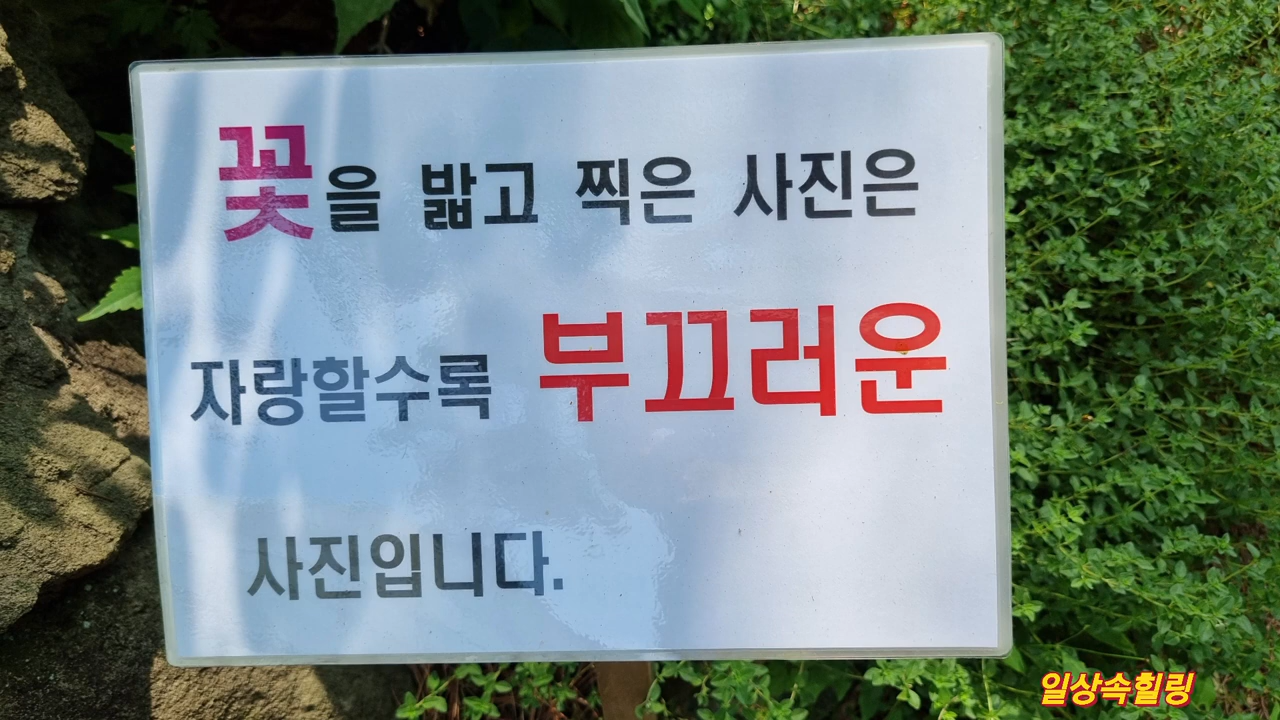 꽃을 밟고 찍은 사진은
자랑할수록 부끄러운
사진입니다.
일상속힐링